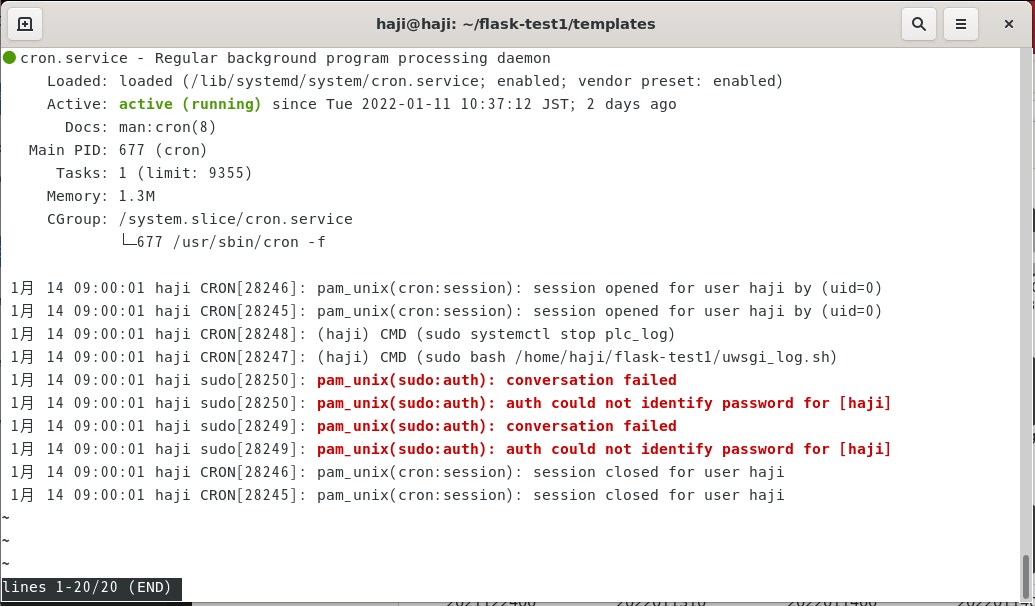 haji@haji: ~/flask-test1/templates
cron.service - Regular background program processing daemon
Loaded: loaded (/lib/systemd/system/cron.service; enabled; vendor preset: enabled)
Active: active (running) since Tue 2022-01-11 10:37:12 JST; 2 days ago
Docs: man:cron(8)
Main PID: 677 (cron)
Tasks: 1 (limit: 9355)
Memory: 1.3M
CGroup: /system.slice/cron.service
└─677 /usr/sbin/cron -f
1月 14 09:00:01 haji CRON[28246]: pam_unix(cron:session): session opened for user haji by (uid=0)
1月 14 09:00:01 haji CRON[28245]: pam_unix(cron:session): session opened for user haji by (uid=0)
1月 14 09:00:01 haji CRON[28248]: (haji) CMD (sudo systemctl stop plc_log)
1月 14 09:00:01 haji CRON[28247]: (haji) CMD (sudo bash /home/haji/flask-test1/uwsgi_log.sh)
1月 14 09:00:01 haji sudo[28250]: pam_unix(sudo:auth): conversation failed
1月 14 09:00:01 haji sudo[28250]: pam_unix(sudo:auth): auth could not identify password for [haji]
1月 14 09:00:01 haji sudo[28249]: pam_unix(sudo:auth): conversation failed
1月 14 09:00:01 haji sudo[28249]: pam_unix(sudo:auth): auth could not identify password for [haji]
1月 14 09:00:01 haji CRON[28246]: pam_unix(cron:session): session closed for user haji
1月 14 09:00:01 haji CRON[28245]: pam_unix(cron:session): session closed for user haji
~
~
~
lines 1-20/20 (END)